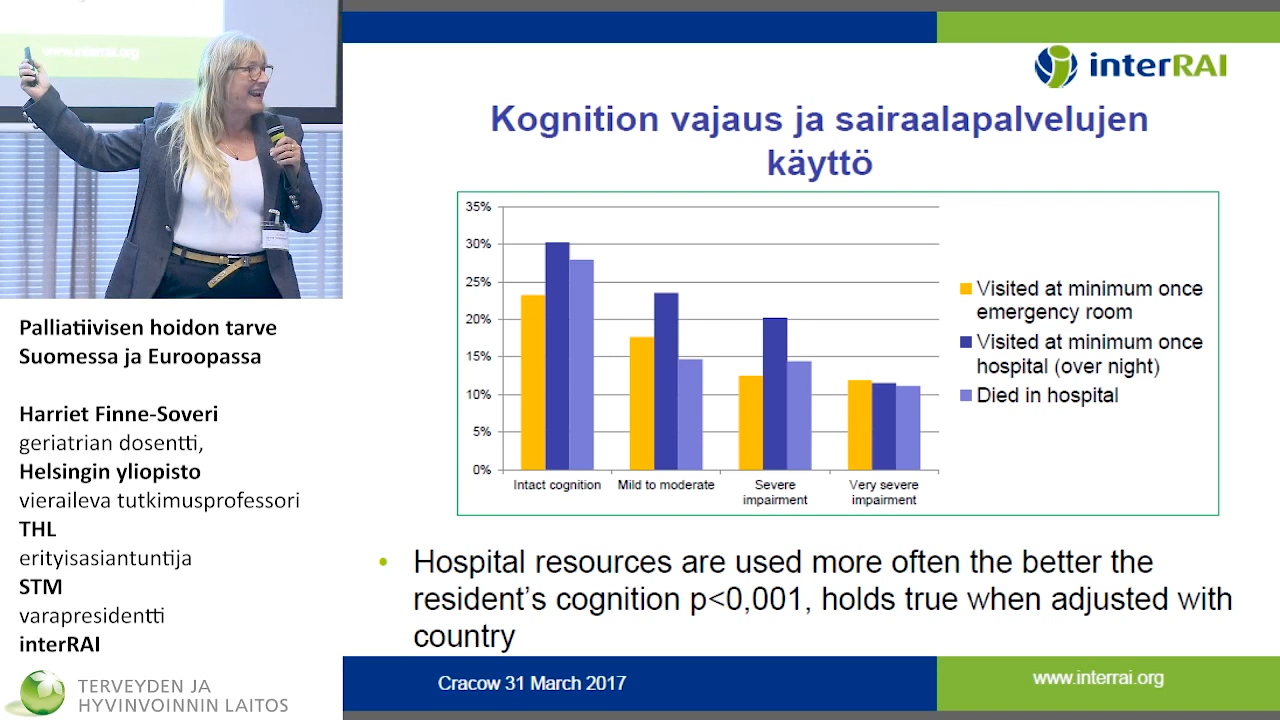 www.interrai.org
Palliatiivisen hoidon tarve
Suomessa ja Euroopassa
Harriet Finne-Soveri
geriatrian dosentti,
Helsingin yliopisto
vieraileva tutkimusprofessori
THL
erityisasiantuntija
STM
varapresidentti
interRAI
TERVEYDEN JA
HYVINVOINNIN LAITOS
interRAI
Kognition vajaus ja sairaalapalvelujen
käyttö
35%
30%
25%
20%
15%
10%
5%
0%
Intact cognition
Mild to moderate
Severe
impairment
Very severe
impairment
Visited at minimum once
emergency room
Visited at minimum once
hospital (over night)
Died in hospital
• Hospital resources are used more often the better the
resident's cognition p<0,001, holds true when adjusted with
country
Cracow 31 March 2017
www.interrai.org